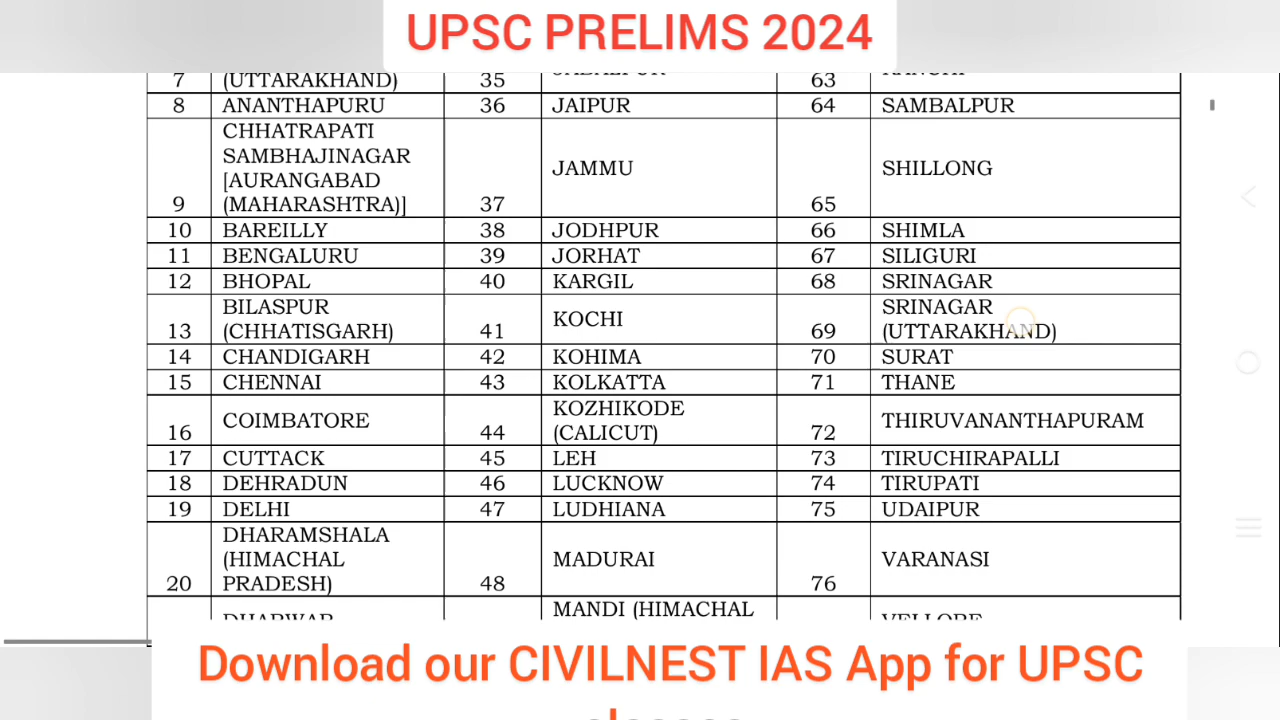 UPSC PRELIMS 2024
7 (UTTARAKHAND) 35 63
8 ANANTHAPURU 36 JAIPUR 64 SAMBALPUR
CHHATRAPATI
SAMBHAJINAGAR
[AURANGABAD
9 (MAHARASHTRA)] 37 JAMMU 65 SHILLONG
10 BAREILLY 38 JODHPUR 66 SHIMLA
11 BENGALURU 39 JORHAT 67 SILIGURI
12 BHOPAL 40 KARGIL 68 SRINAGAR
BILASPUR
13 (CHHATISGARH) 41 KOCHI 69 SRINAGAR
(UTTARAKHAND)
14 CHANDIGARH 42 KOHIMA 70 SURAT
15 CHENNAI 43 KOLKATTA 71 THANE
16 COIMBATORE 44 KOZHIKODE
(CALICUT) 72 THIRUVANANTHAPURAM
17 CUTTACK 45 LEH 73 TIRUCHIRAPALLI
18 DEHRADUN 46 LUCKNOW 74 TIRUPATI
19 DELHI 47 LUDHIANA 75 UDAIPUR
DHARAMSHALA
(HIMACHAL
20 PRADESH) 48 MADURAI 76 VARANASI
MANDI (HIMACHAL
Download our CIVILNEST IAS App for UPSC